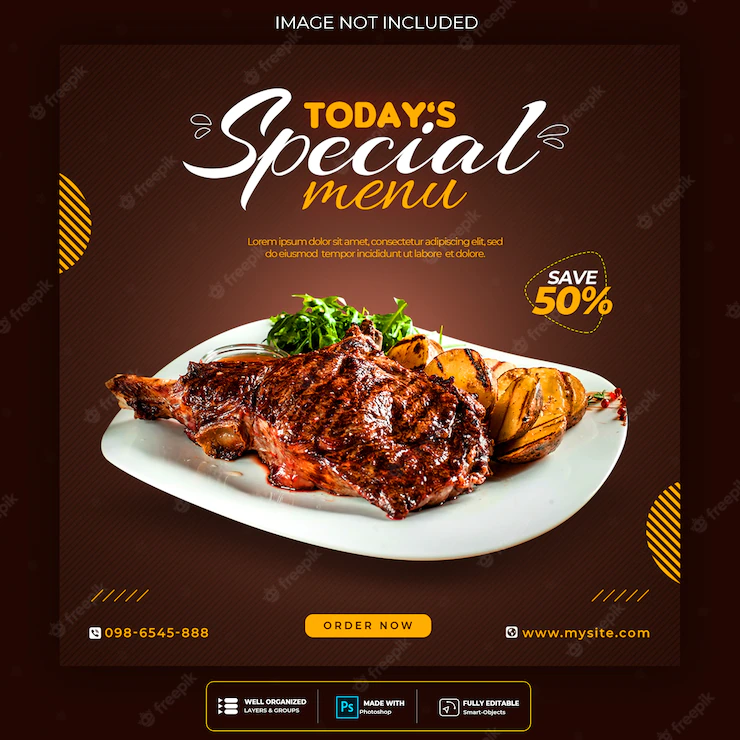 IMAGE NOT INCLUDED
TODAY'S
Special
menu
Lorem ipsum dolor sit amet, consectetur adipiscing elit, sed
do eiusmod tempor incididunt ut labore et dolore.
SAVE
50%
098-6545-888
ORDER NOW
www.mysite.com
WELL ORGANIZED
LAYERS & GROUPS
Ps
MADE WITH
Photoshop
FULLY EDITABLE
Smart-Objects
freepik